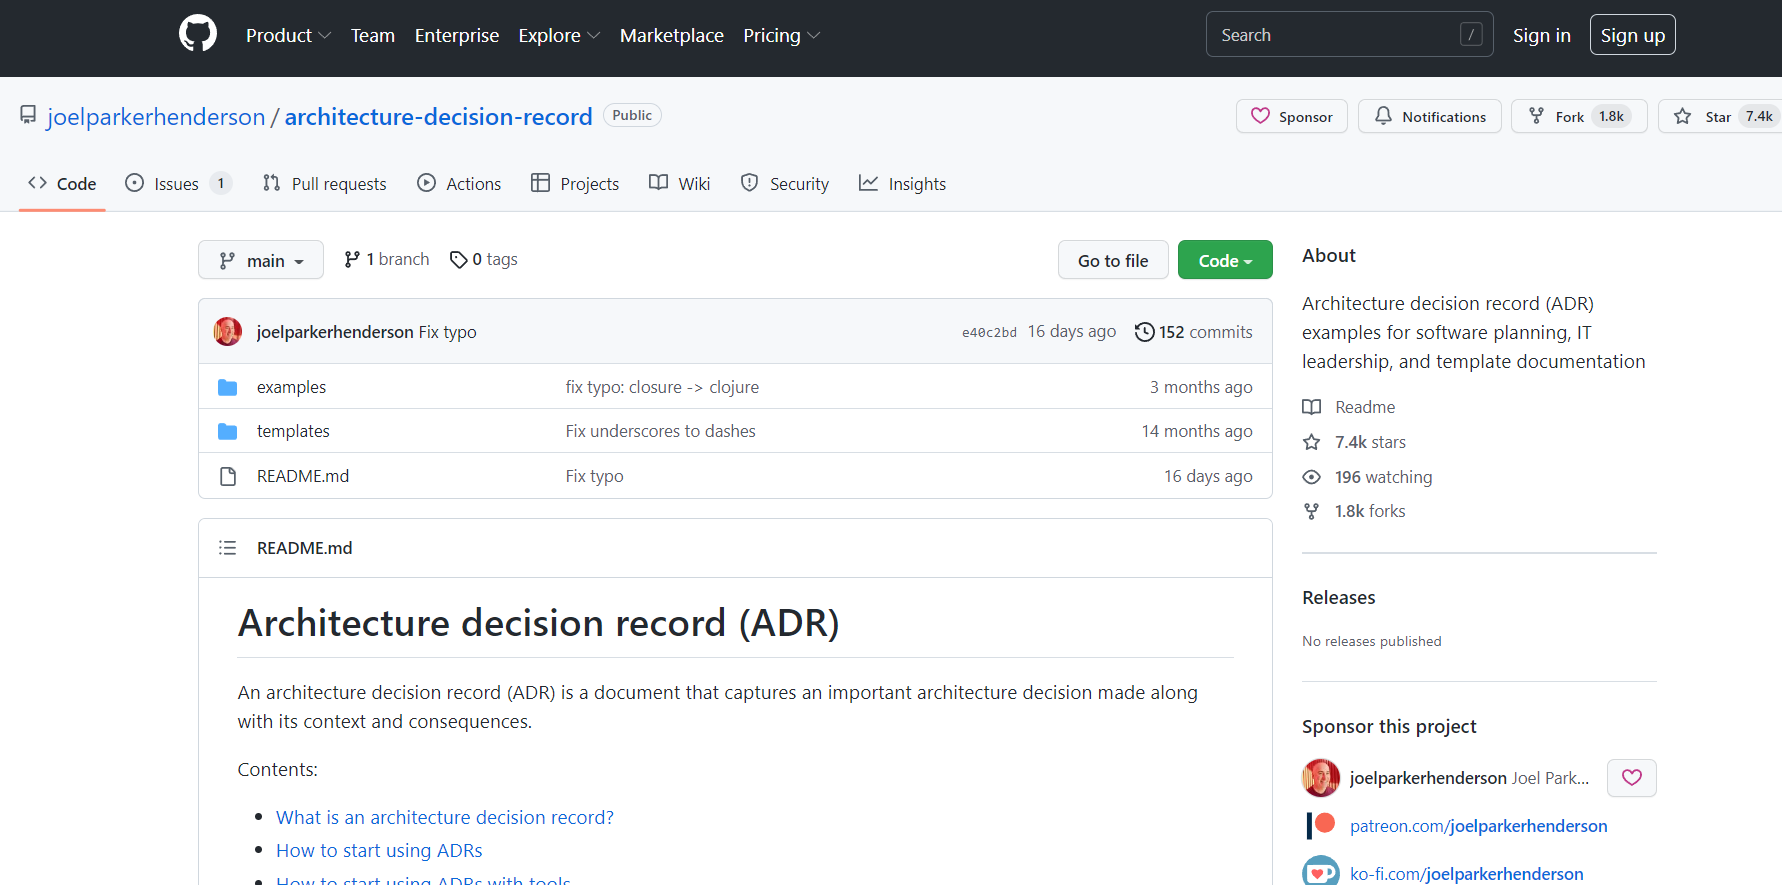 Product Team Enterprise Explore Marketplace Pricing Search / Sign in Sign up
joelparkerhenderson / architecture-decision-record Public Sponsor Notifications Fork 1.8k Star 7.4k
Code Issues 1 Pull requests Actions Projects Wiki Security Insights
main 1 branch 0 tags Go to file Code
joelparkerhenderson Fix typo e40c2bd 16 days ago 152 commits
examples fix typo: closure -> clojure 3 months ago
templates Fix underscores to dashes 14 months ago
README.md Fix typo 16 days ago
README.md
Architecture decision record (ADR)
An architecture decision record (ADR) is a document that captures an important architecture decision made along
with its context and consequences.
Contents:
What is an architecture decision record?
How to start using ADRs
How to start using ADRs with tools
About
Architecture decision record (ADR)
examples for software planning, IT
leadership, and template documentation
Readme
7.4k stars
196 watching
1.8k forks
Releases
No releases published
Sponsor this project
joelparkerhenderson Joel Park...
patreon.com/joelparkerhenderson
ko-fi.com/joelparkerhenderson